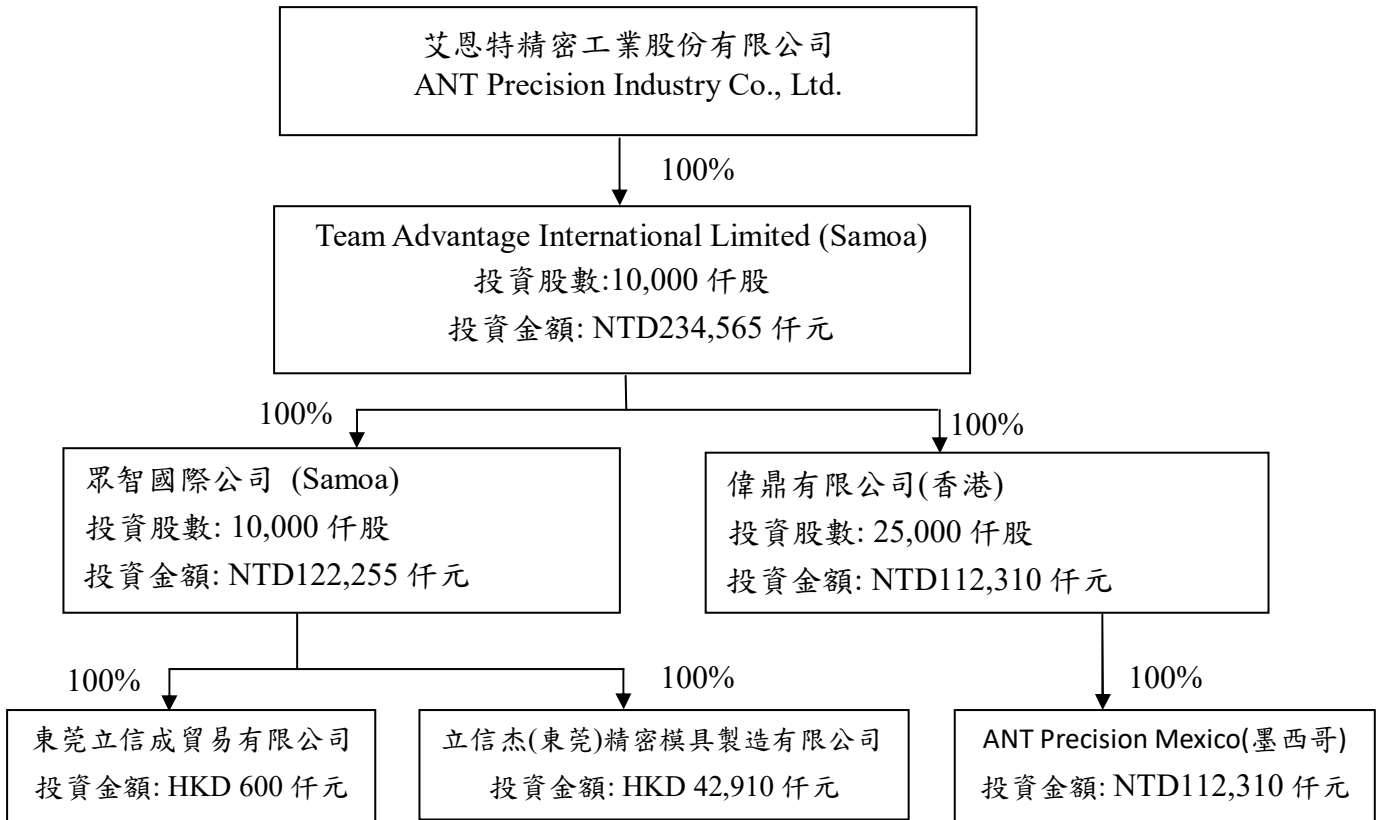 艾恩特精密工業股份有限公司
ANT Precision Industry Co., Ltd.
100%
Team Advantage International Limited (Samoa)
投資股數:10,000 仟股
投資金額: NTD234,565 仟元
100%
100%
眾智國際公司 (Samoa)
投資股數: 10,000 仟股
投資金額: NTD122,255 仟元
偉鼎有限公司(香港)
投資股數: 25,000 仟股
投資金額: NTD112,310 仟元
100%
100%
100%
東莞立信成貿易有限公司
投資金額: HKD 600 仟元
立信杰(東莞)精密模具製造有限公司
投資金額: HKD 42,910 仟元
ANT Precision Mexico(墨西哥)
投資金額: NTD112,310 仟元